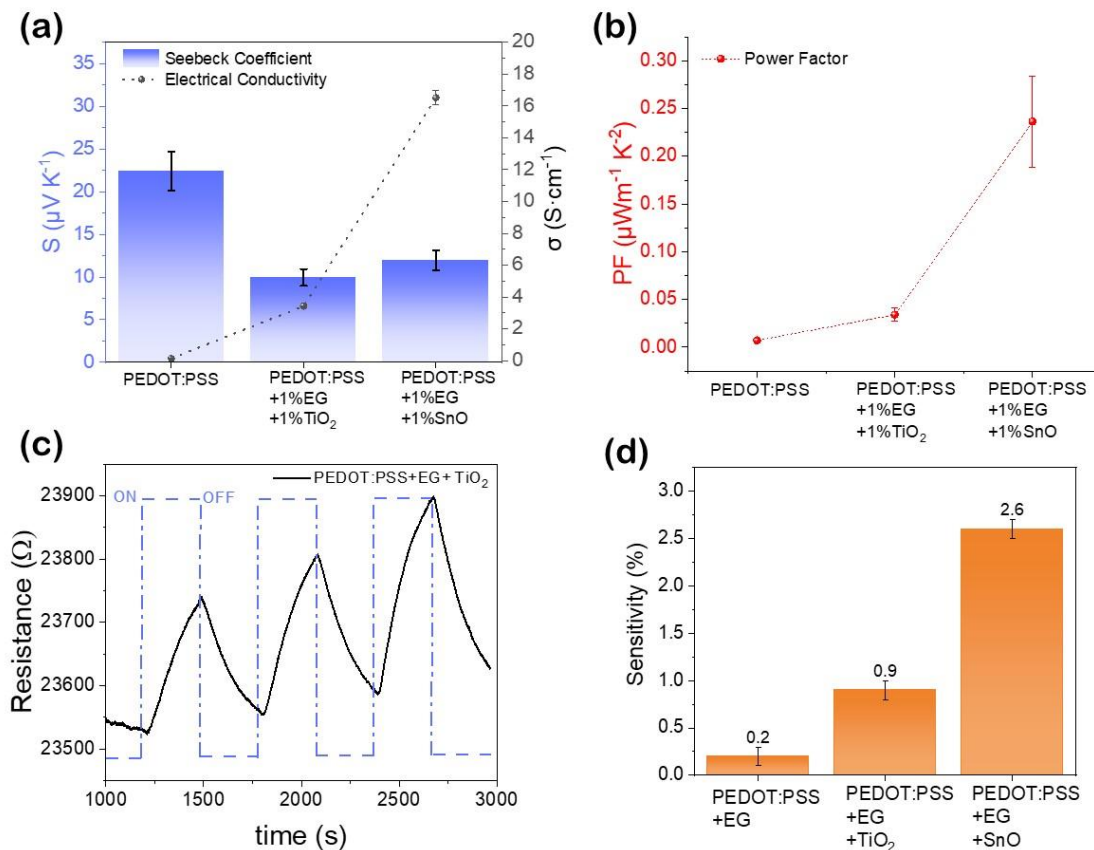 (a)
Seebeck Coefficient
Electrical Conductivity
S (µV K⁻¹)
35
30
25
20
15
10
5
0
20
18
16
14
12
10
8
6
4
2
0
σ (S·cm⁻¹)
PEDOT:PSS
PEDOT:PSS
+1%EG
+1%TiO₂
PEDOT:PSS
+1%EG
+1%SnO
(b)
Power Factor
PF (µWm⁻¹ K⁻²)
0.30
0.25
0.20
0.15
0.10
0.05
0.00
PEDOT:PSS
PEDOT:PSS
+1%EG
+1%TiO₂
PEDOT:PSS
+1%EG
+1%SnO
(c)
PEDOT:PSS+EG+TiO₂
ON
OFF
Resistance (Ω)
23900
23800
23700
23600
23500
1000
1500
2000
2500
3000
time (s)
(d)
Sensitivity (%)
3.0
2.5
2.0
1.5
1.0
0.5
0.0
0.2
0.9
2.6
PEDOT:PSS
+EG
PEDOT:PSS
+EG
+TiO₂
PEDOT:PSS
+EG
+SnO